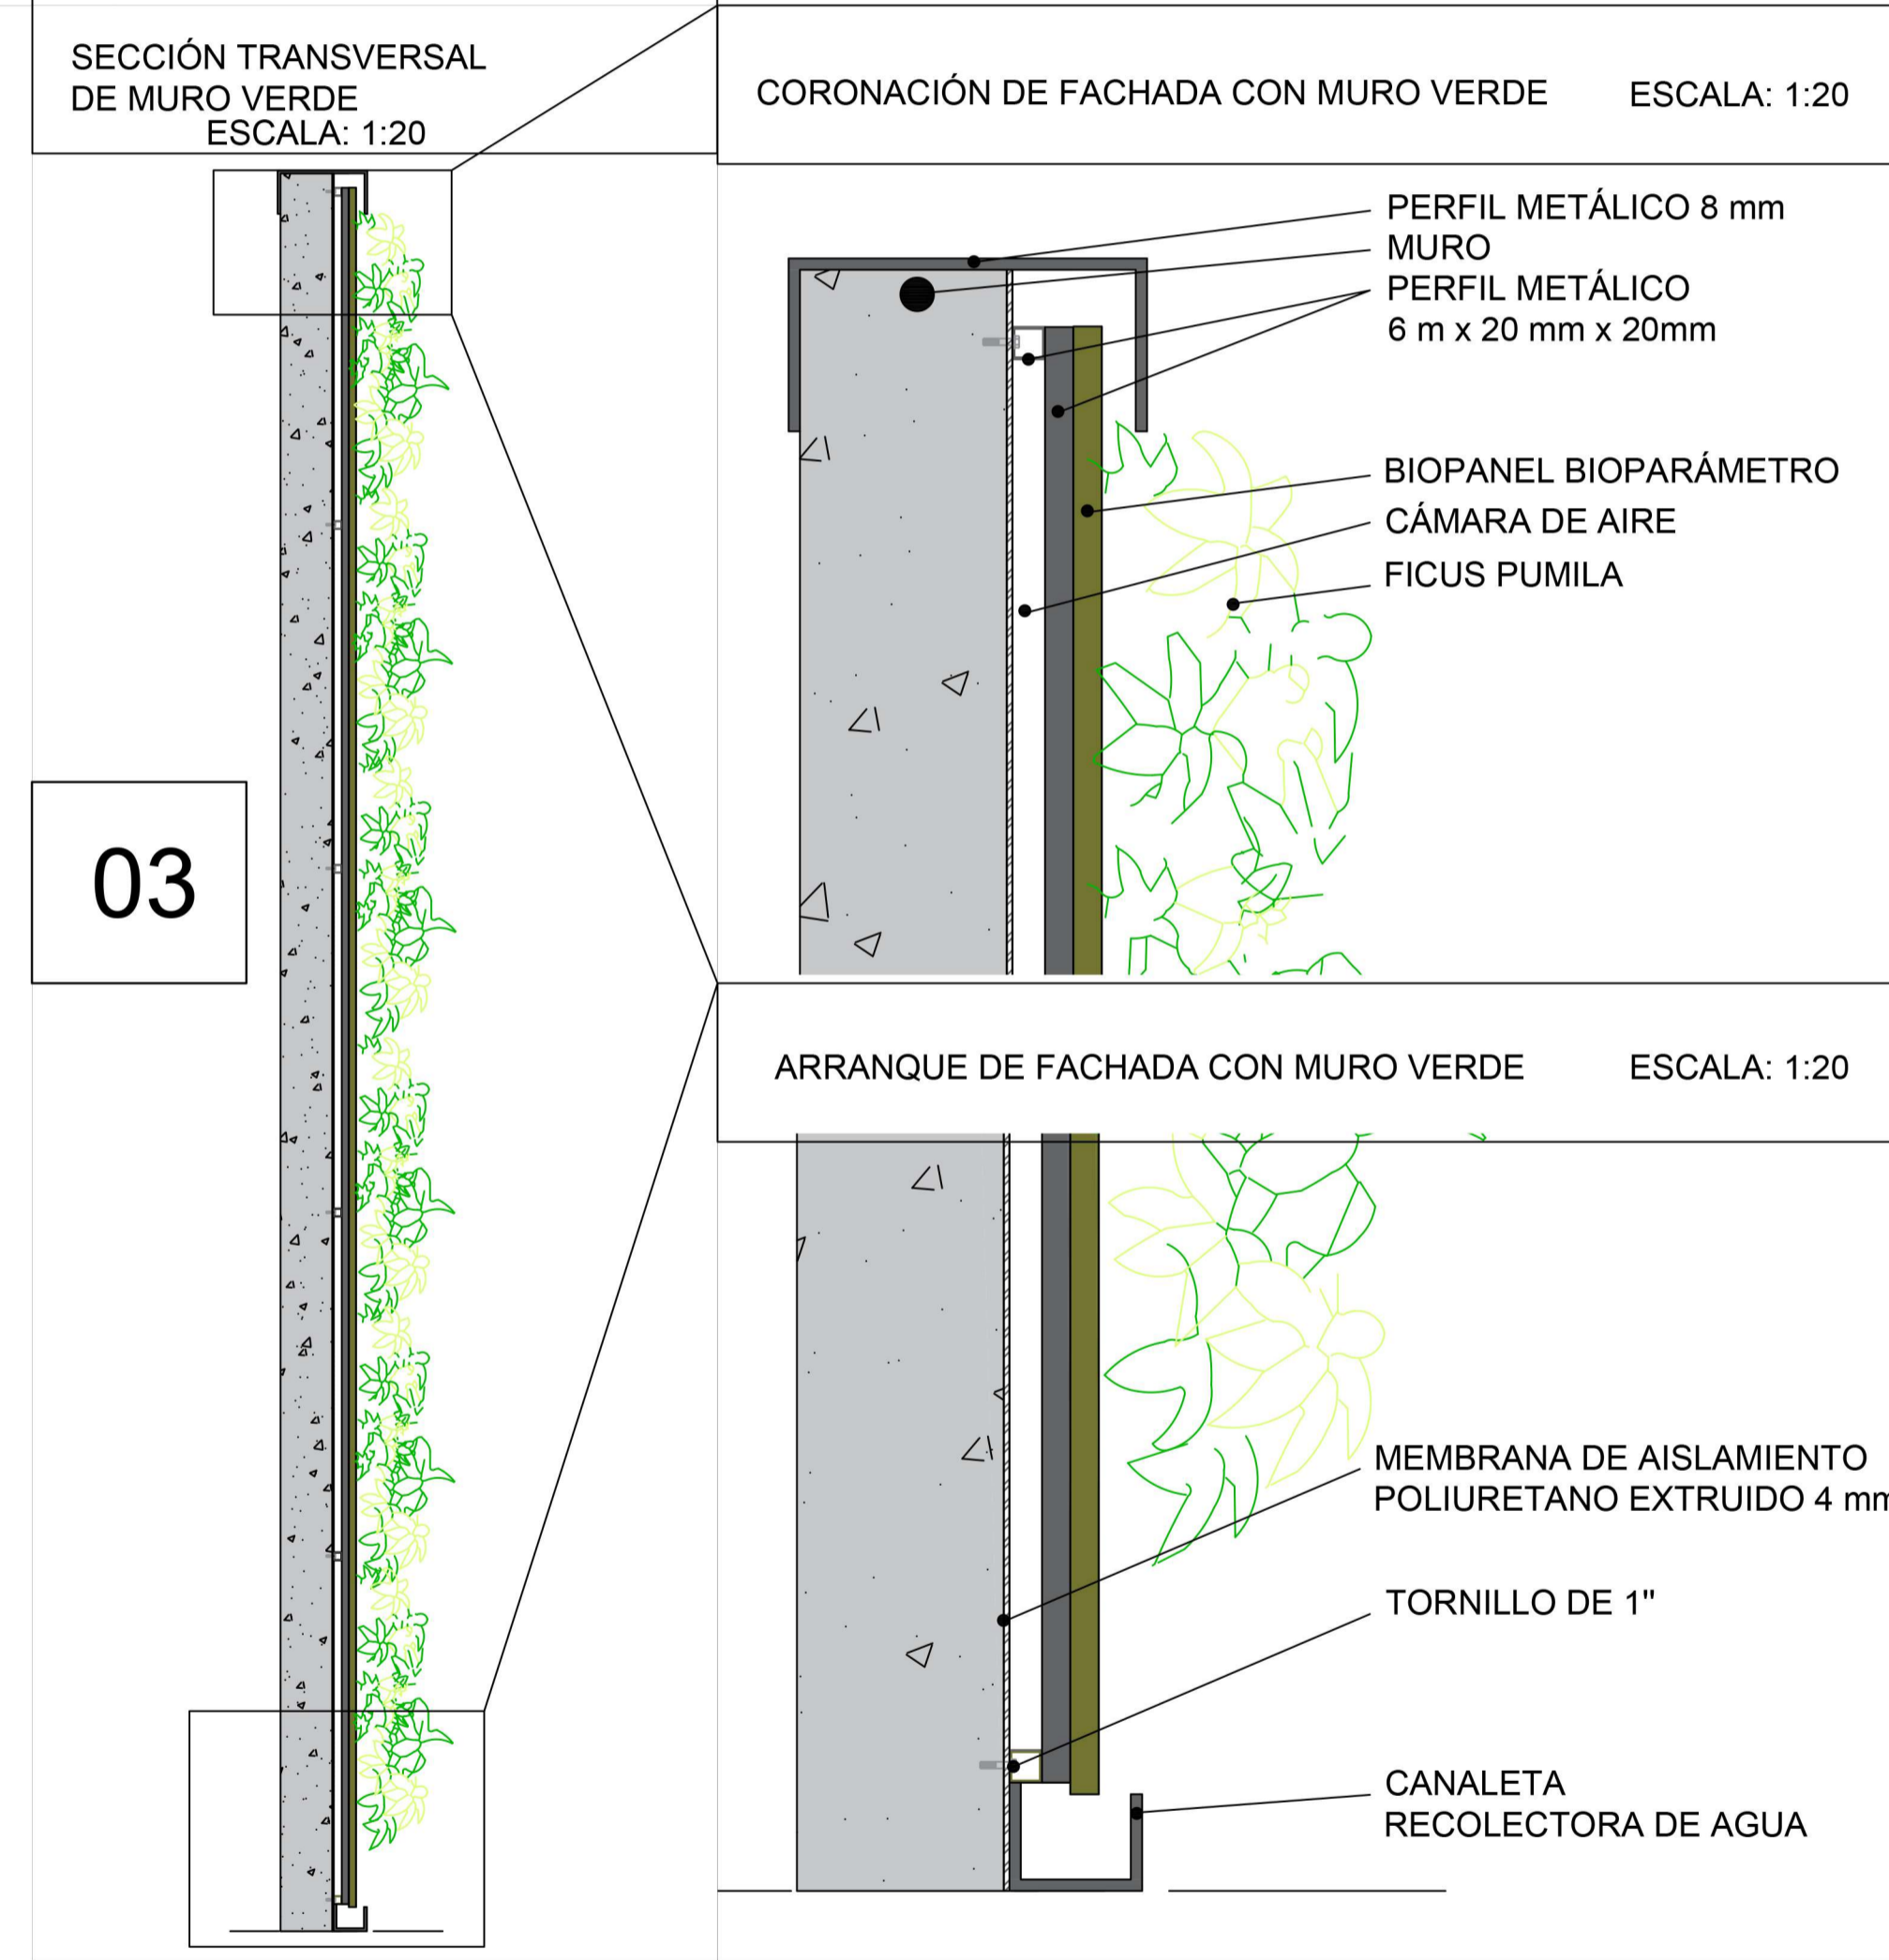 SECCIÓN TRANSVERSAL
DE MURO VERDE
ESCALA: 1:20
03
CORONACIÓN DE FACHADA CON MURO VERDE ESCALA: 1:20
PERFIL METÁLICO 8 mm
MURO
PERFIL METÁLICO
6 m x 20 mm x 20mm
BIOPANEL BIOPARÁMETRO
CÁMARA DE AIRE
FICUS PUMILA
ARRANQUE DE FACHADA CON MURO VERDE ESCALA: 1:20
MEMBRANA DE AISLAMIENTO
POLIURETANO EXTRUIDO 4 mm
TORNILLO DE 1"
CANALETA
RECOLECTORA DE AGUA